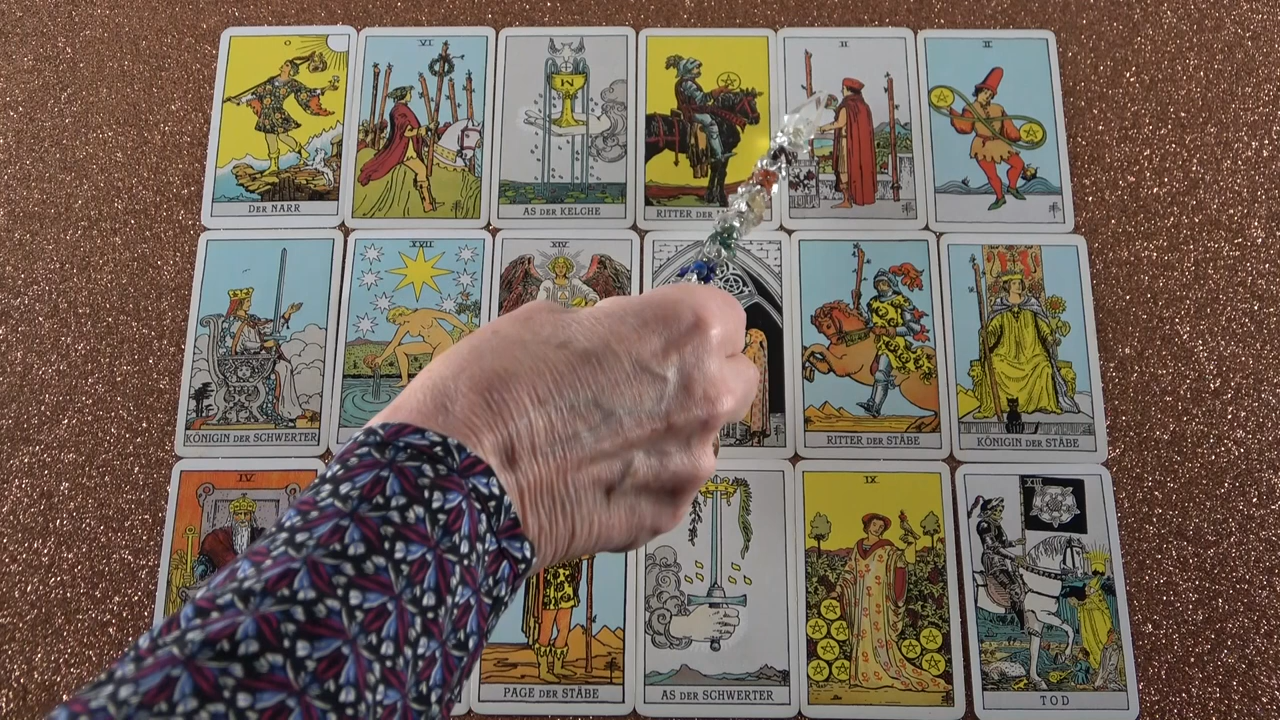 O
DER NARR
VI
AS DER KELCHE
RITTER DER
II
II
KÖNIGIN DER SCHWERTER
XVII
XIV
RITTER DER STÄBE
KÖNIGIN DER STÄBE
IV
PAGE DER STÄBE
AS DER SCHWERTER
IX
XIII
TOD